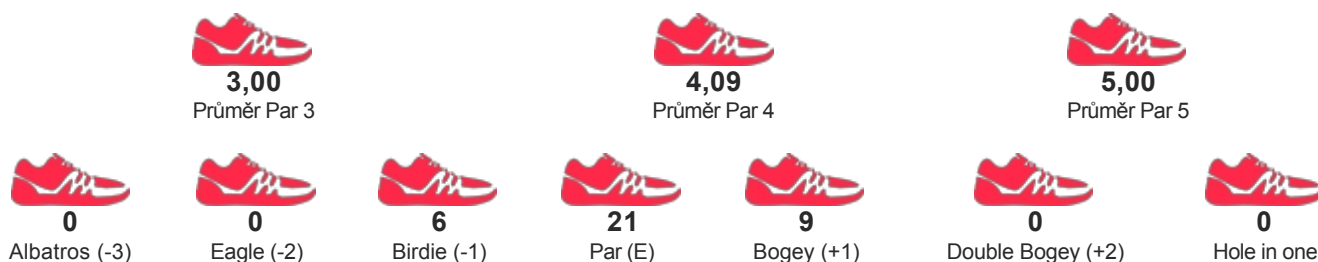 3,00 4,09 5,00
Průměr Par 3 Průměr Par 4 Průměr Par 5
0 0 6 21 9 0 0
Albatros (-3) Eagle (-2) Birdie (-1) Par (E) Bogey (+1) Double Bogey (+2) Hole in one